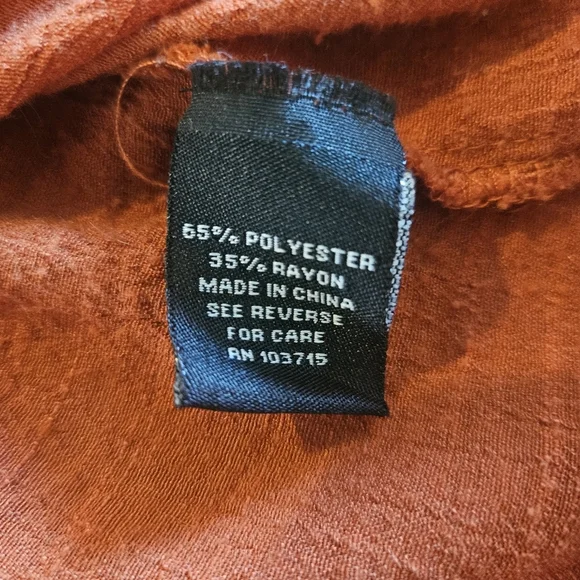 65% POLYESTER
35% RAYON
MADE IN CHINA
SEE REVERSE
FOR CARE
RN 103715